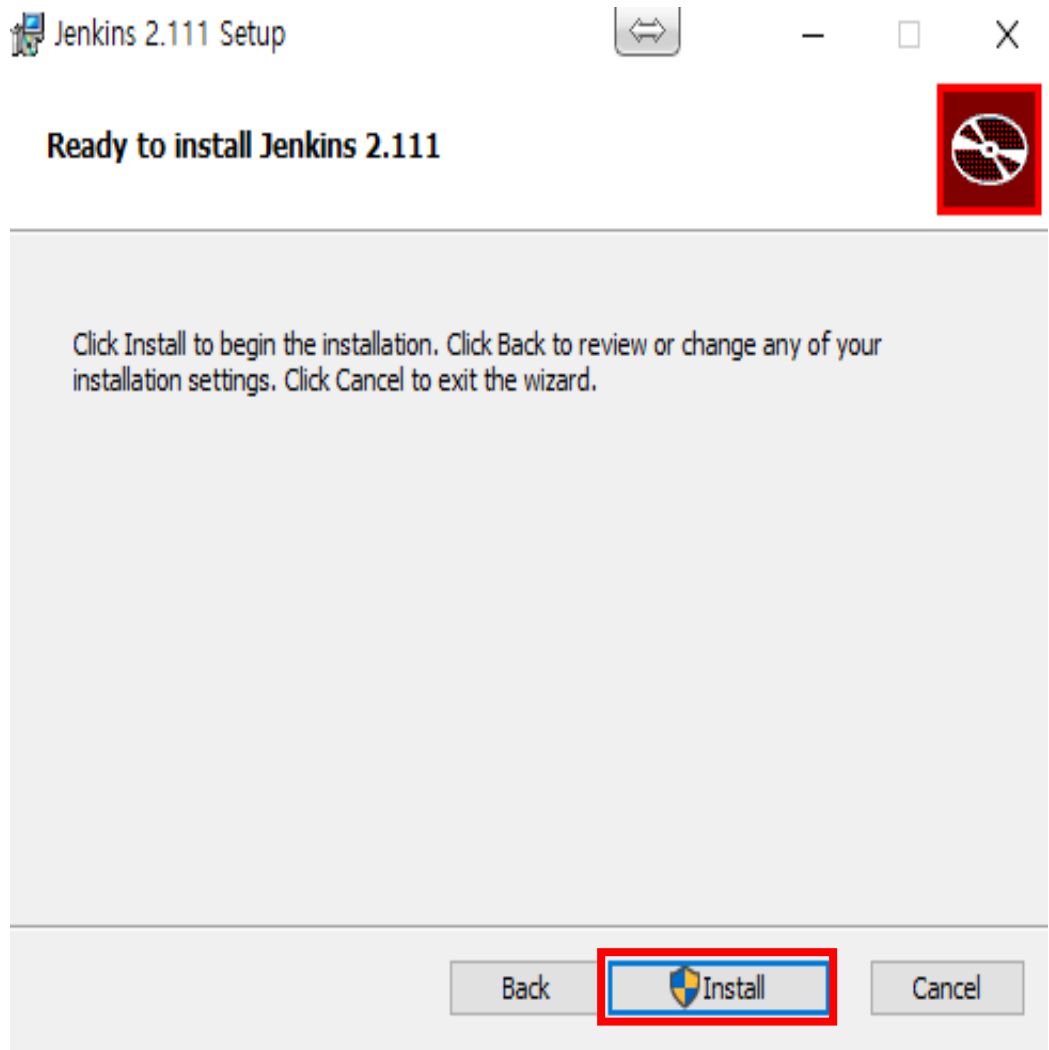 Jenkins 2.111 Setup
Ready to install Jenkins 2.111
Click Install to begin the installation. Click Back to review or change any of your
installation settings. Click Cancel to exit the wizard.
Back Install Cancel